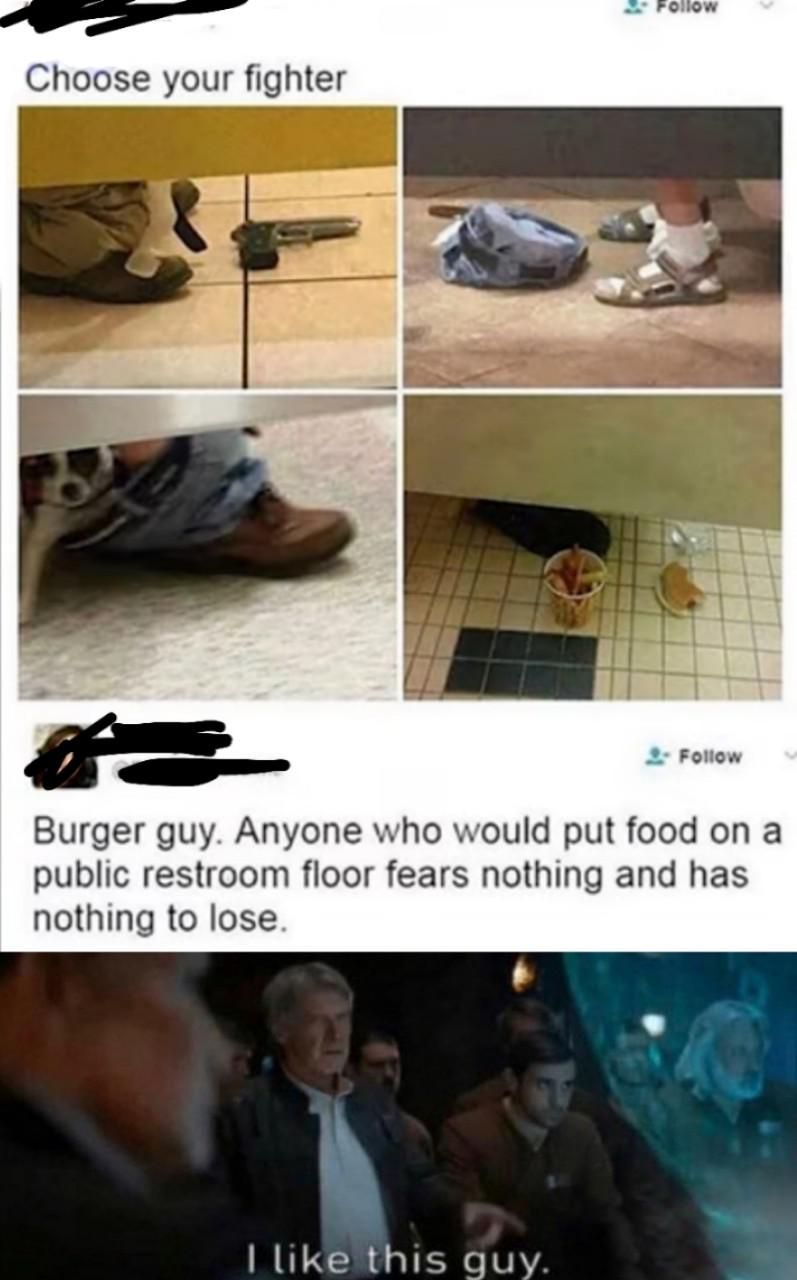 Follow
Choose your fighter
Follow
Burger guy. Anyone who would put food on a
public restroom floor fears nothing and has
nothing to lose.
I like this guy.